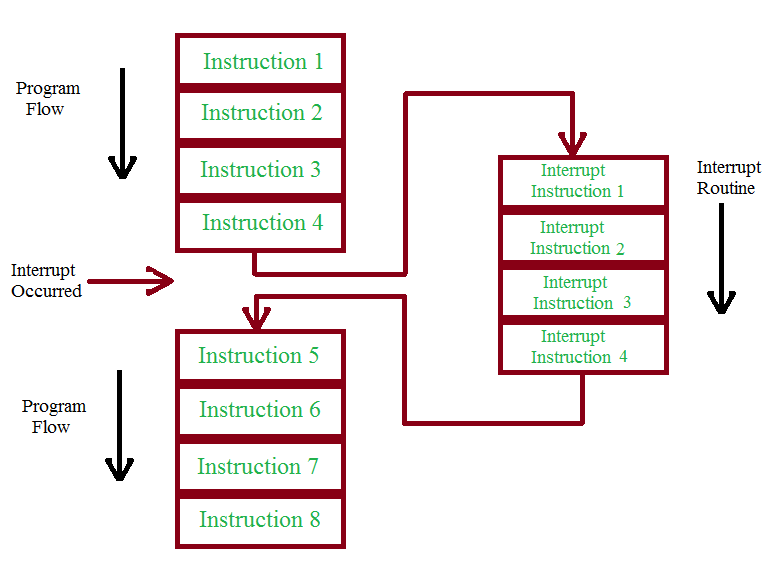 Program
Flow
Instruction 1
Instruction 2
Instruction 3
Instruction 4
Interrupt
Occurred
Interrupt
Instruction 1
Interrupt
Instruction 2
Interrupt
Instruction 3
Interrupt
Instruction 4
Interrupt
Routine
Program
Flow
Instruction 5
Instruction 6
Instruction 7
Instruction 8